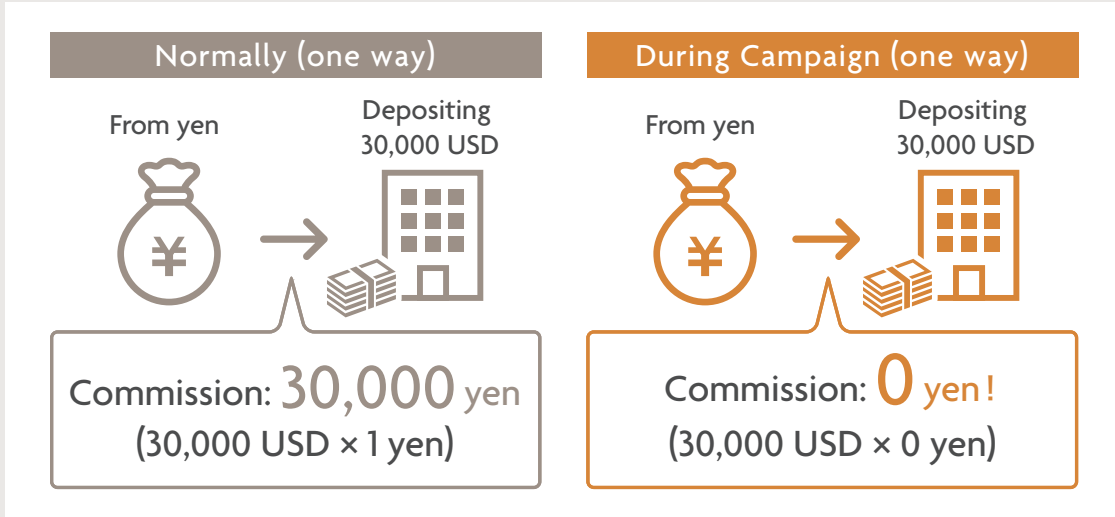 Normally (one way)
From yen
Depositing
30,000 USD
¥
Commission: 30,000 yen
(30,000 USD × 1 yen)
During Campaign (one way)
From yen
Depositing
30,000 USD
¥
Commission: 0 yen!
(30,000 USD × 0 yen)